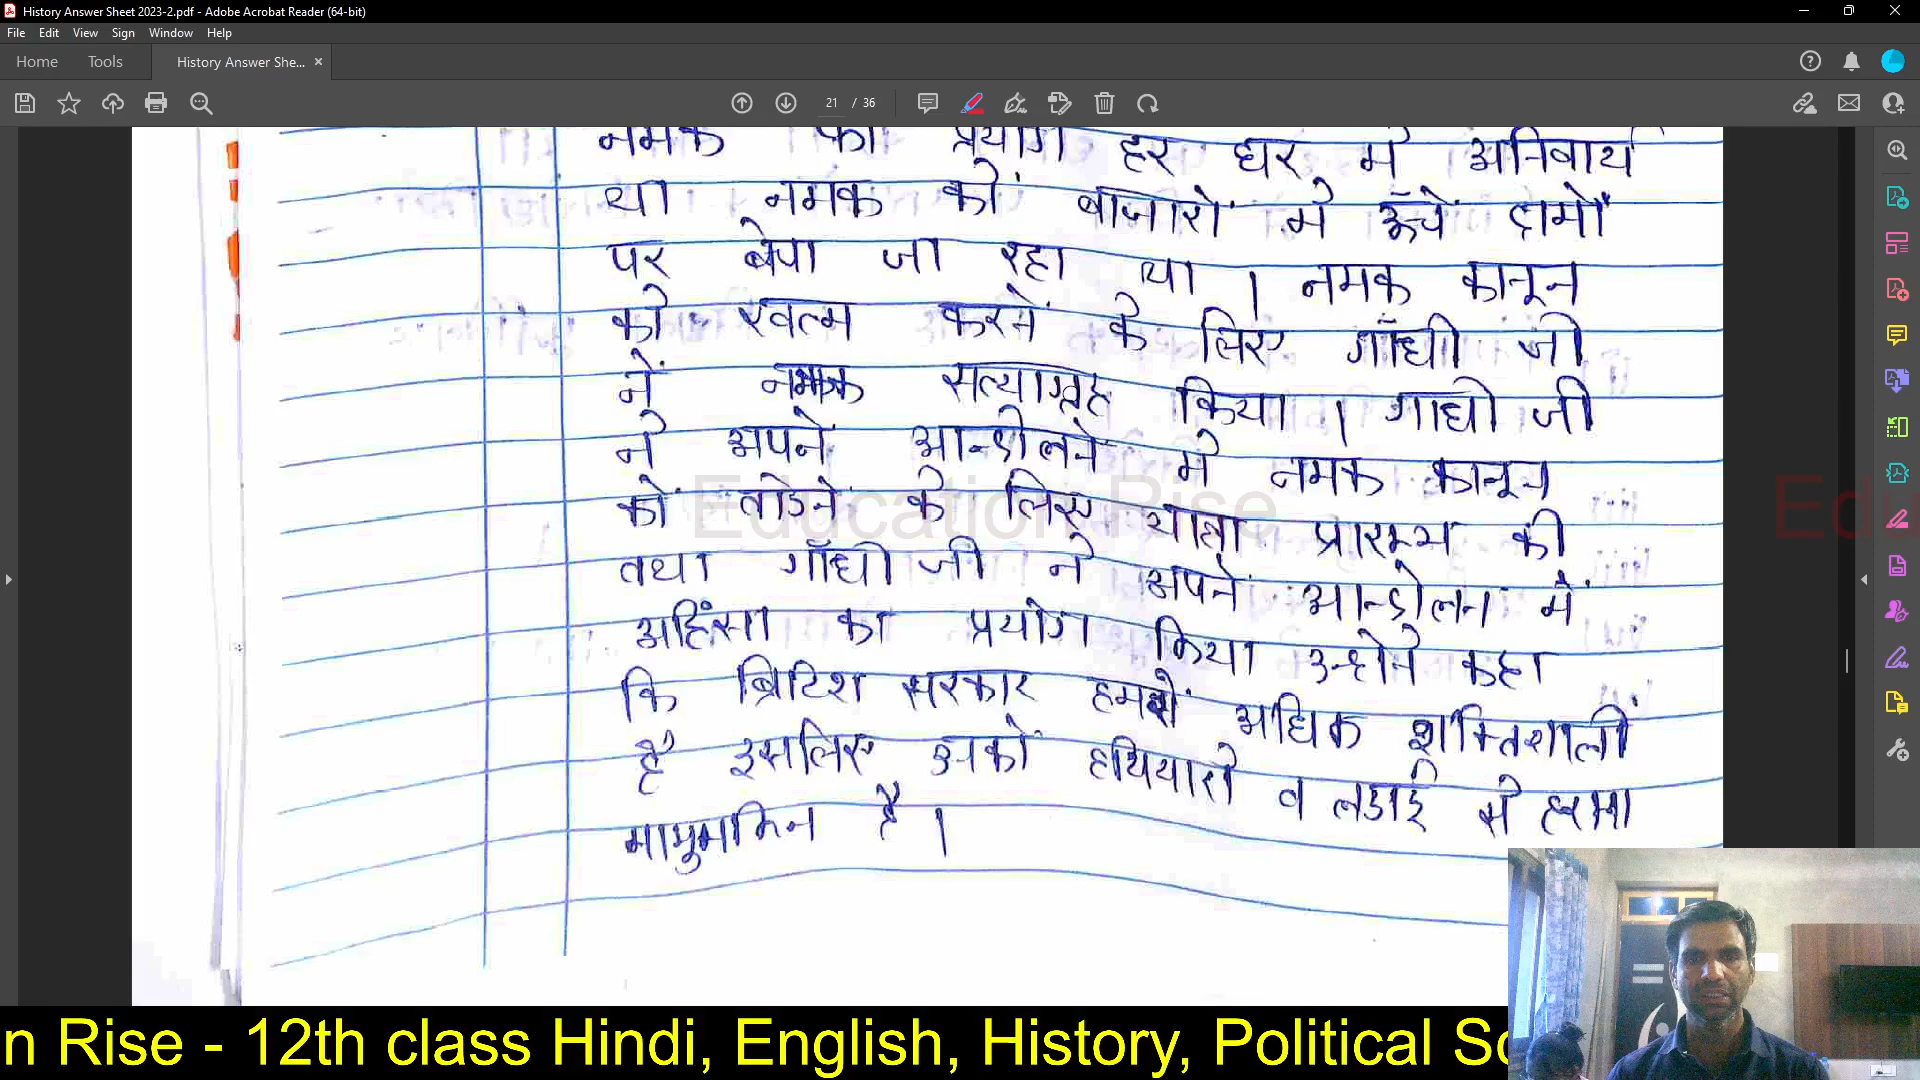 History Answer Sheet 2023-2.pdf - Adobe Acrobat Reader (64-bit)
File Edit View Sign Window Help
Home Tools History Answer She... ×
21 / 36
नमक का प्रयोग हर घर में अनिवार्य
था नमक कों बाजारों में ऊँचें दामों
पर बेचा जा रहा था । नमक कानून
को खत्म करनें के लिए गाँधी जी
नें नमक सत्याग्रह किया । गाधी जी
ने अपनें आन्दोलन में नमक कानून
कों तोडनें के लिए यात्रा प्रारम्भ की
तथा गाँधी जी ने अपनें आन्दोलन में
अहिंसा का प्रयोग किया उन्होने कहा
कि ब्रिटिश सरकार हमसें अधिक शक्तिशालीं
है इसलिए उनकों हथियारो व लडाई से
है ।
Education Rise
Edu
n Rise - 12th class Hindi, English, History, Political Sc